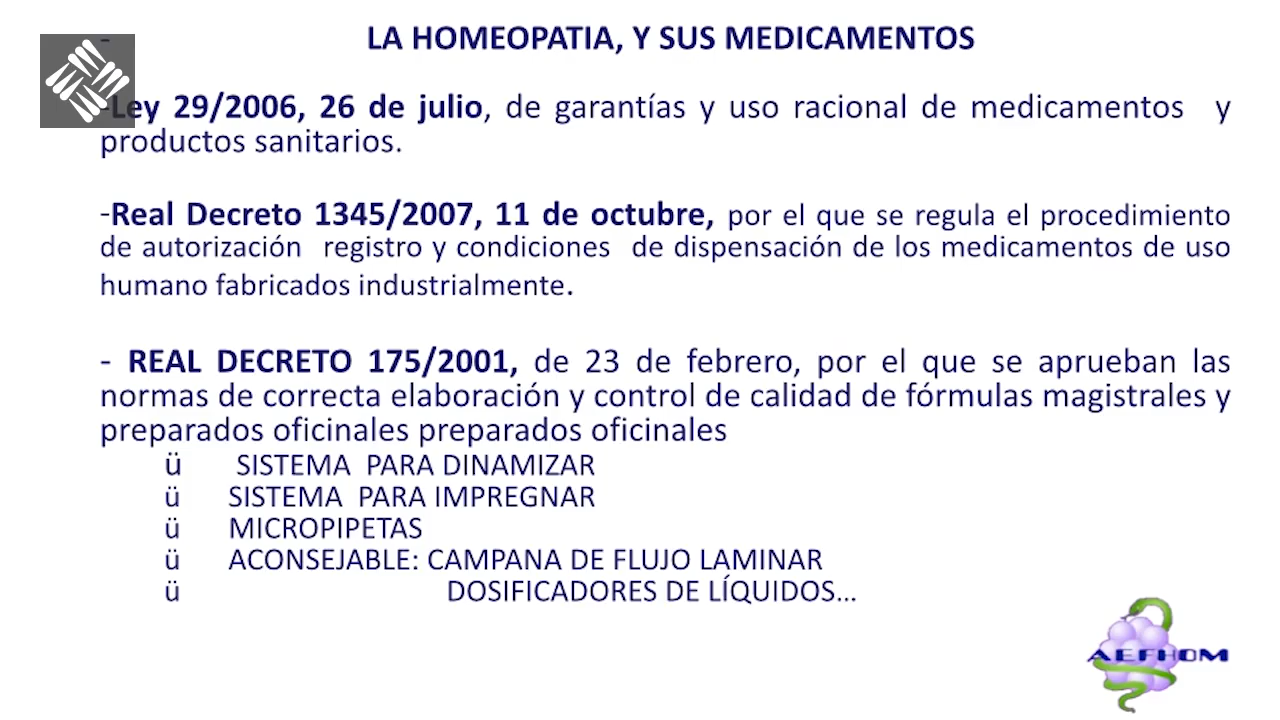 - LA HOMEOPATIA, Y SUS MEDICAMENTOS
-Ley 29/2006, 26 de julio, de garantías y uso racional de medicamentos y
productos sanitarios.
-Real Decreto 1345/2007, 11 de octubre, por el que se regula el procedimiento
de autorización registro y condiciones de dispensación de los medicamentos de uso
humano fabricados industrialmente.
- REAL DECRETO 175/2001, de 23 de febrero, por el que se aprueban las
normas de correcta elaboración y control de calidad de fórmulas magistrales y
preparados oficinales preparados oficinales
ü SISTEMA PARA DINAMIZAR
ü SISTEMA PARA IMPREGNAR
ü MICROPIPETAS
ü ACONSEJABLE: CAMPANA DE FLUJO LAMINAR
ü DOSIFICADORES DE LÍQUIDOS…
AEFHOM